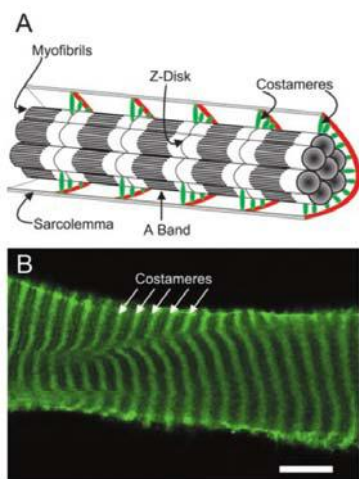 A
Myofibrils
Z-Disk
Costameres
Sarcolemma
A Band
B
Costameres